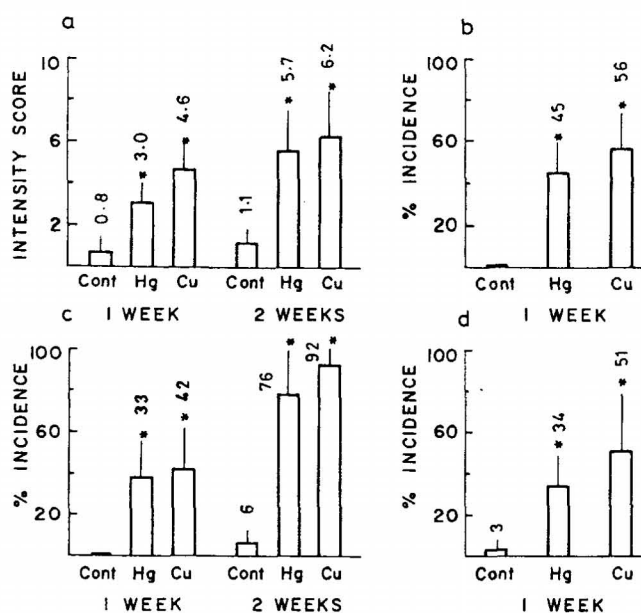 a
INTENSITY SCORE
10
6
2
0.8
* 3.0
* 4.6
1.1
* 5.7
* 6.2
Cont Hg Cu Cont Hg Cu
1 WEEK 2 WEEKS
b
% INCIDENCE
100
60
20
* 45
* 56
Cont Hg Cu
1 WEEK
c
% INCIDENCE
100
60
20
* 33
* 42
6
76 *
92 *
Cont Hg Cu Cont Hg Cu
1 WEEK 2 WEEKS
d
% INCIDENCE
100
60
20
3
* 34
* 51
Cont Hg Cu
1 WEEK